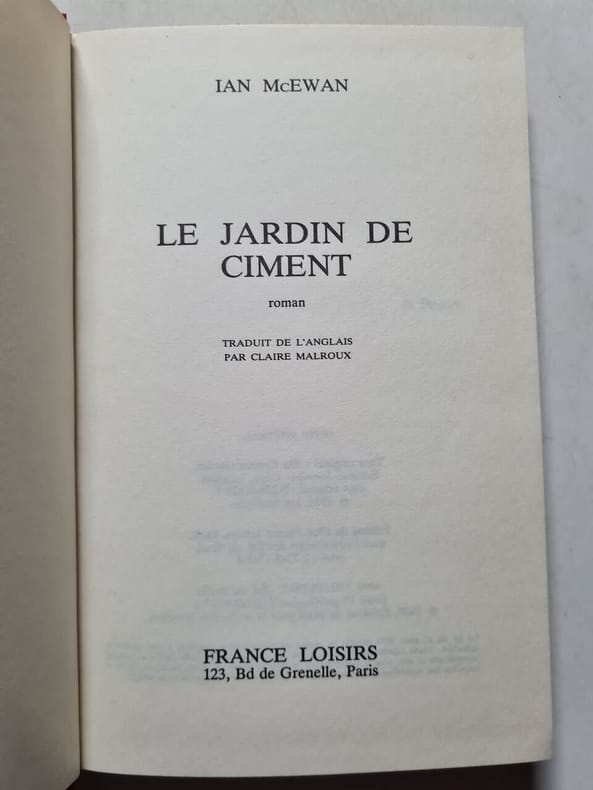 IAN McEWAN
LE JARDIN DE
CIMENT
roman
TRADUIT DE L'ANGLAIS
PAR CLAIRE MALROUX
FRANCE LOISIRS
123, Bd de Grenelle, Paris